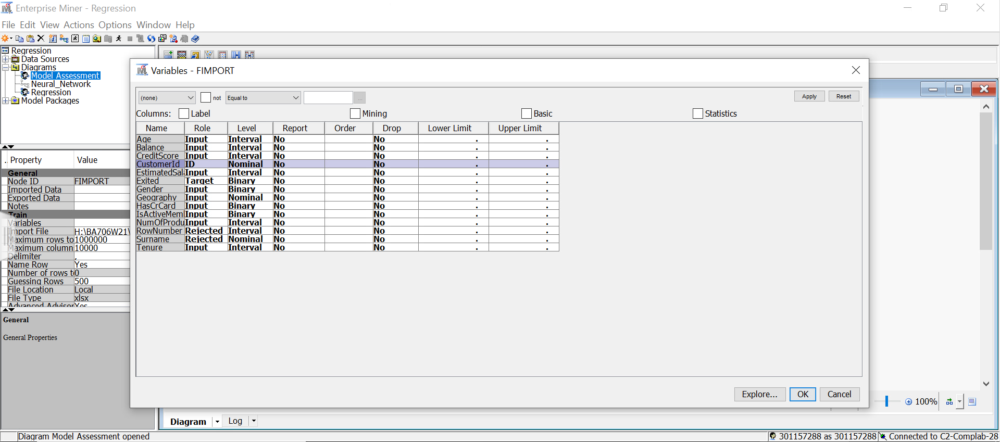 Enterprise Miner - Regression
File Edit View Actions Options Window Help
Regression
Data Sources
Diagrams
Model Assessment
Neural_Network
Regression
Model Packages
. Property Value
General
Node ID FIMPORT
Imported Data
Exported Data
Notes
Train
Variables
Import File H:\BA706W21\
Maximum rows to 1000000
Maximum column 10000
Delimiter ,
Name Row Yes
Number of rows t 0
Guessing Rows 500
File Location Local
File Type xlsx
Advanced Advisor Yes
General
General Properties
Variables - FIMPORT
(none) not Equal to ... Apply Reset
Columns: Label Mining Basic Statistics
Name Role Level Report Order Drop Lower Limit Upper Limit
Age Input Interval No No . .
Balance Input Interval No No . .
CreditScore Input Interval No No . .
CustomerId ID Nominal No No . .
EstimatedSala Input Interval No No . .
Exited Target Binary No No . .
Gender Input Binary No No . .
Geography Input Nominal No No . .
HasCrCard Input Binary No No . .
IsActiveMeml Input Binary No No . .
NumOfProdu Input Interval No No . .
RowNumber Rejected Interval No No . .
Surname Rejected Nominal No No . .
Tenure Input Interval No No . .
Explore... OK Cancel
100%
Diagram Log
Diagram Model Assessment opened
301157288 as 301157288 Connected to C2-Complab-28